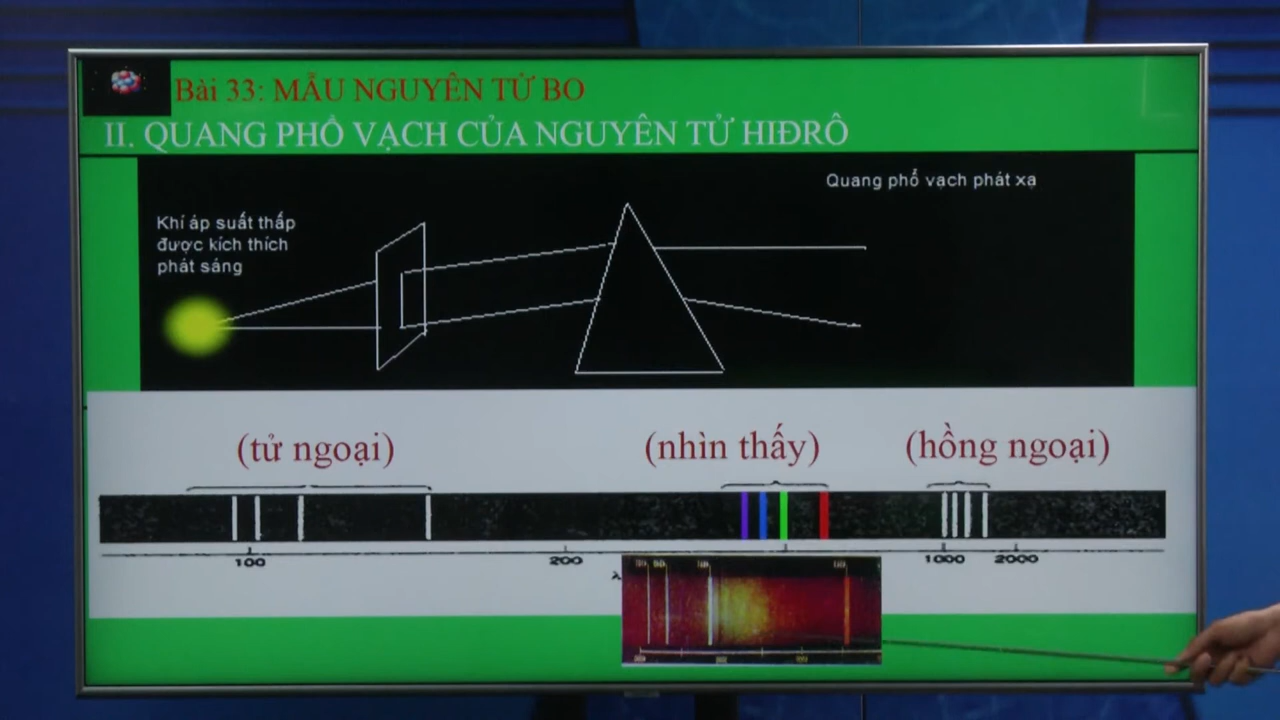 Bài 33: MẪU NGUYÊN TỬ BO
II. QUANG PHỔ VẠCH CỦA NGUYÊN TỬ HIĐRÔ
Quang phổ vạch phát xạ
Khí áp suất thấp
được kích thích
phát sáng
(tử ngoại) (nhìn thấy) (hồng ngoại)
100 200 1000 2000
λ